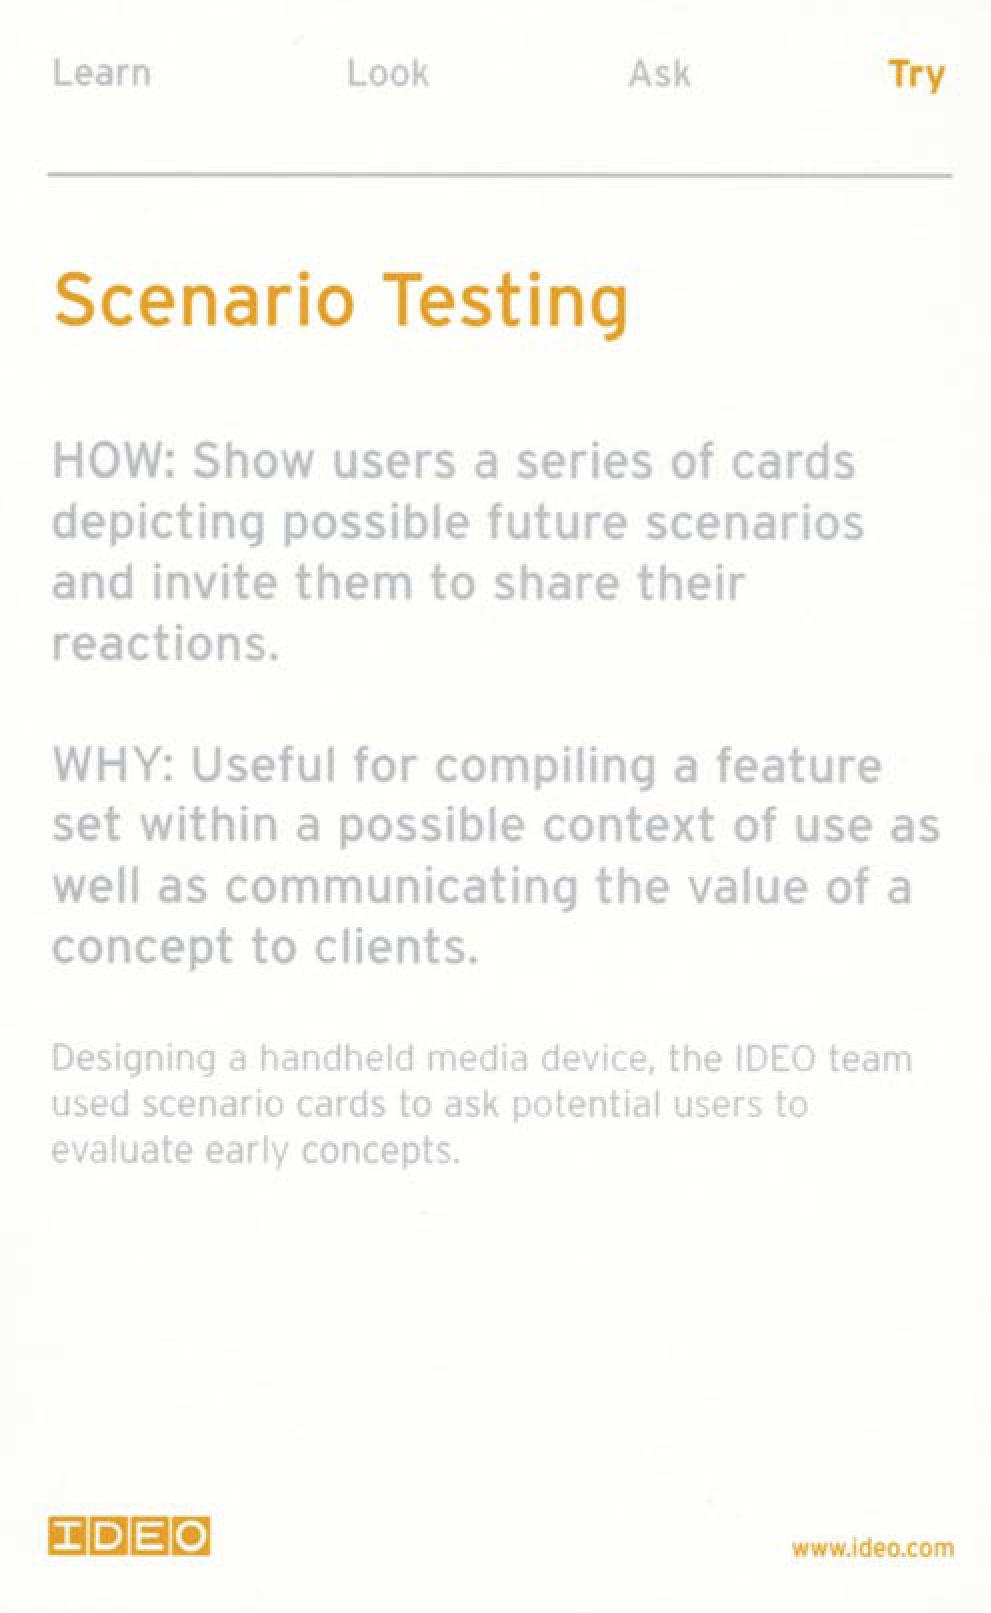 Learn Look Ask Try
Scenario Testing
HOW: Show users a series of cards
depicting possible future scenarios
and invite them to share their
reactions.
WHY: Useful for compiling a feature
set within a possible context of use as
well as communicating the value of a
concept to clients.
Designing a handheld media device, the IDEO team
used scenario cards to ask potential users to
evaluate early concepts.
IDEO www.ideo.com